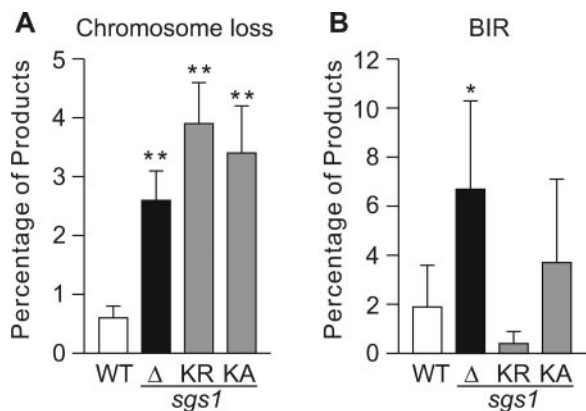 A Chromosome loss
Percentage of Products
5
4
3
2
1
0
**
**
**
WT Δ KR KA
sgs1
B BIR
Percentage of Products
12
10
8
6
4
2
0
*
WT Δ KR KA
sgs1